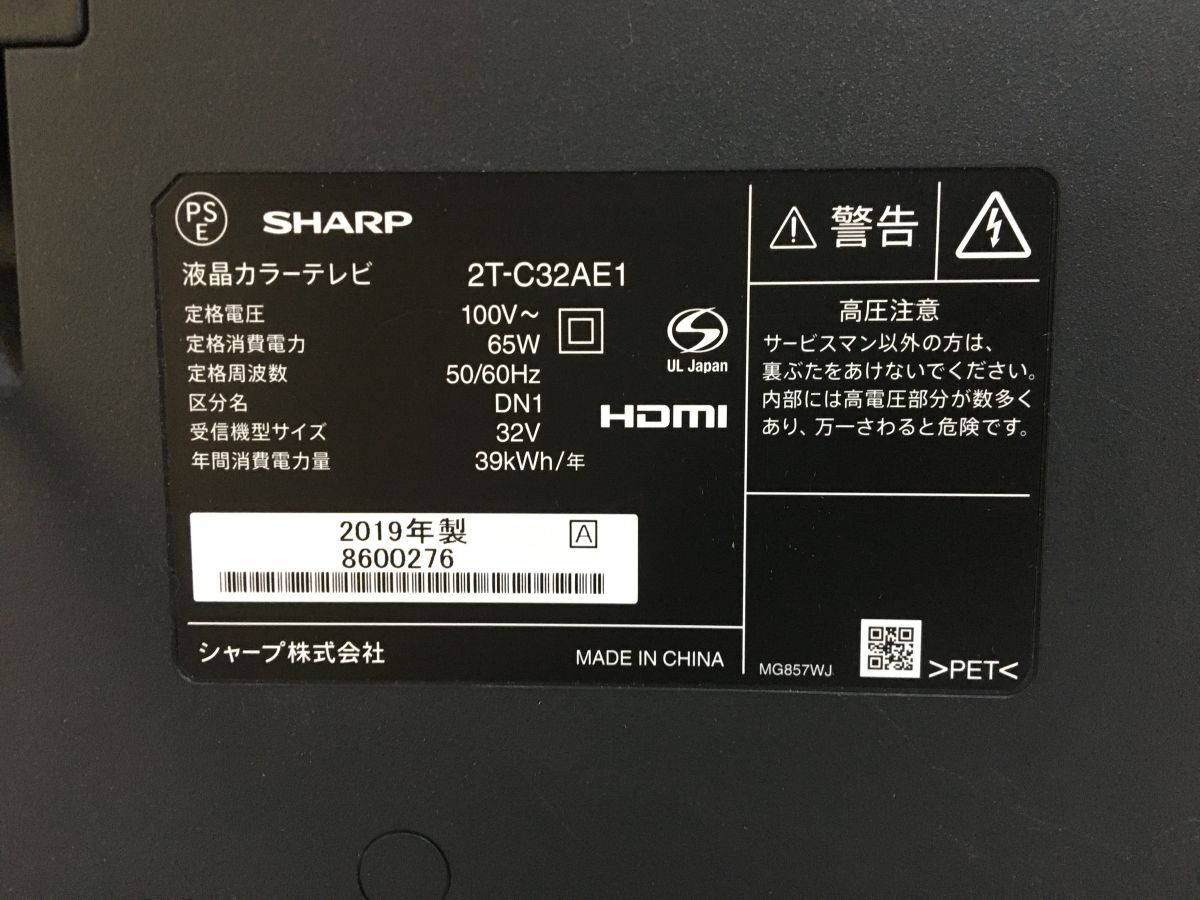 PS
E
SHARP
液晶カラーテレビ 2T-C32AE1
定格電圧 100V~
定格消費電力 65W
定格周波数 50/60Hz
区分名 DN1
受信機型サイズ 32V
年間消費電力量 39kWh/年
UL Japan
HDMI
2019年製 A
8600276
シャープ株式会社 MADE IN CHINA
警告
高圧注意
サービスマン以外の方は、
裏ぶたをあけないでください。
内部には高電圧部分が数多く
あり、万一さわると危険です。
MG857WJ >PET<